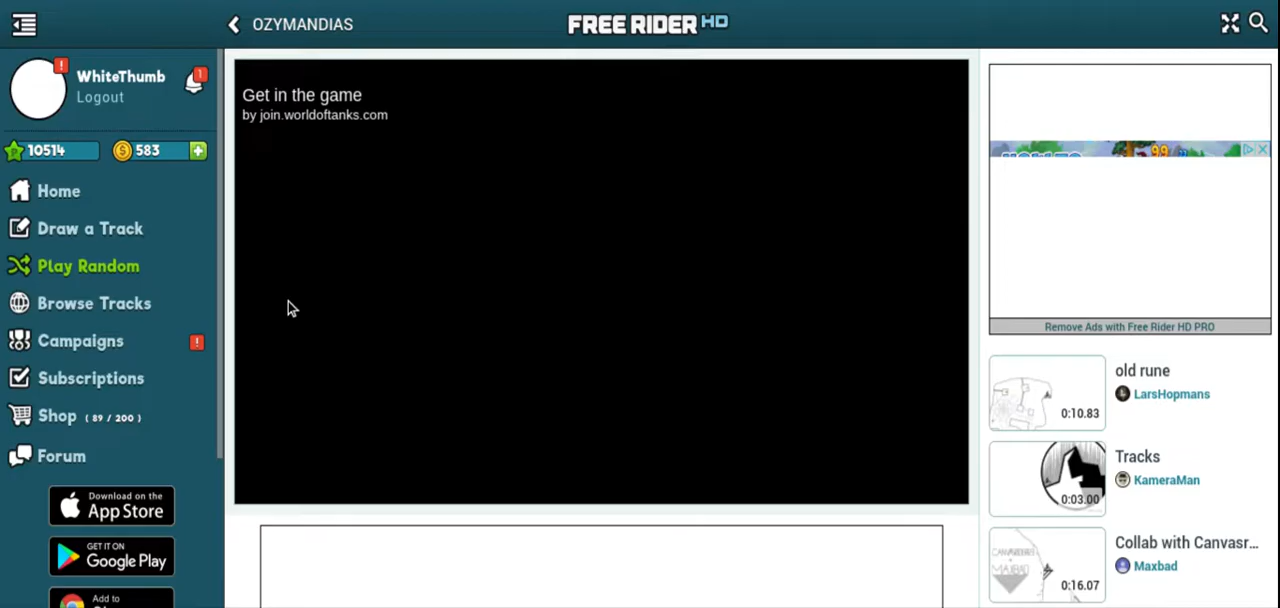 OZYMANDIAS
FREE RIDER HD
!
WhiteThumb
1
Logout
10514
$ 583 +
Home
Draw a Track
Play Random
Browse Tracks
Campaigns !
Subscriptions
Shop ( 89 / 200 )
Forum
Download on the
App Store
GET IT ON
Google Play
Add to
Get in the game
by join.worldoftanks.com
Remove Ads with Free Rider HD PRO
old rune
LarsHopmans
0:10.83
Tracks
KameraMan
0:03.00
Collab with Canvasr...
Maxbad
0:16.07